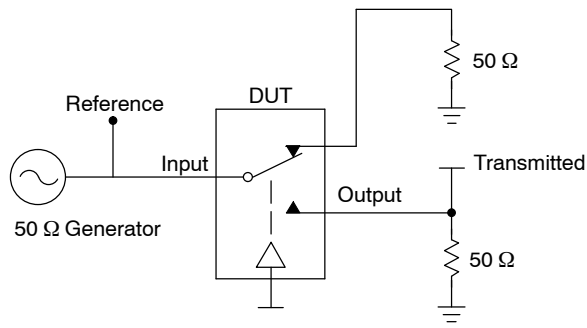 50 Ω
DUT
Reference
Input
Transmitted
Output
50 Ω Generator
50 Ω